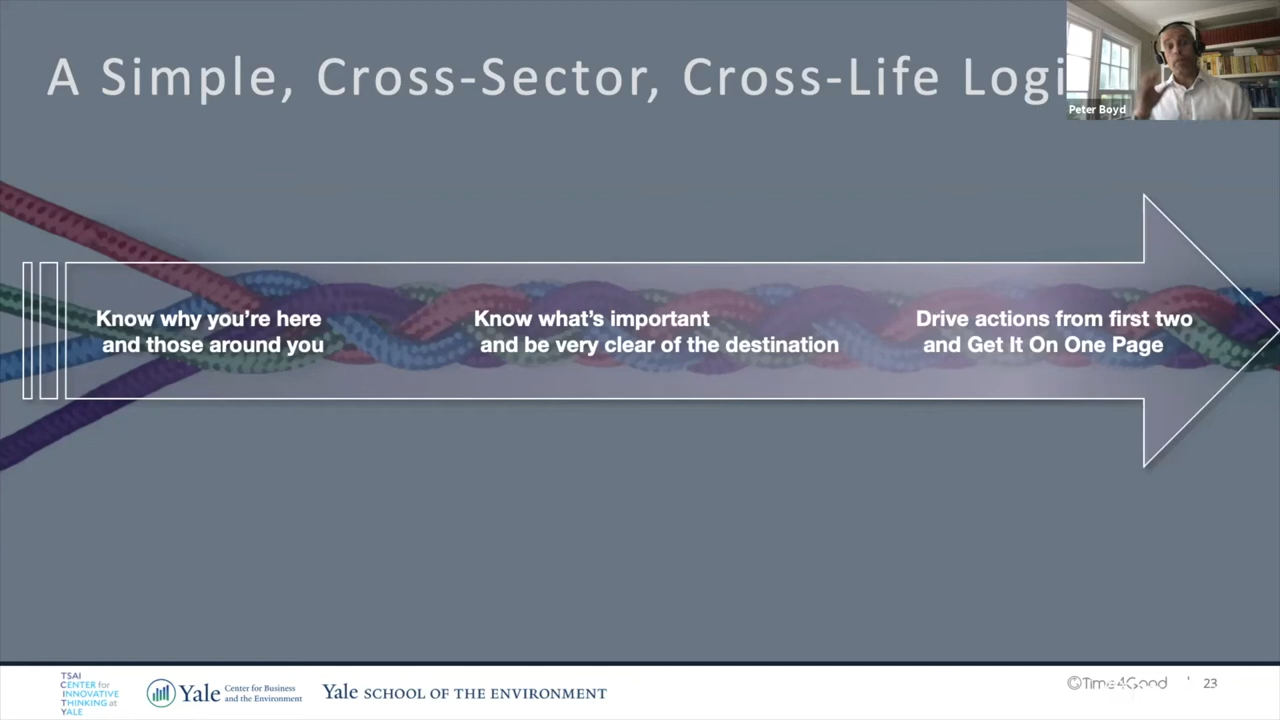 A Simple, Cross-Sector, Cross-Life Logi
Peter Boyd
Know why you're here
and those around you
Know what's important
and be very clear of the destination
Drive actions from first two
and Get It On One Page
TSAI
CENTER for
INNOVATIVE
THINKING at
YALE
Yale
Center for Business
and the Environment
Yale SCHOOL OF THE ENVIRONMENT
©Time4Good
23